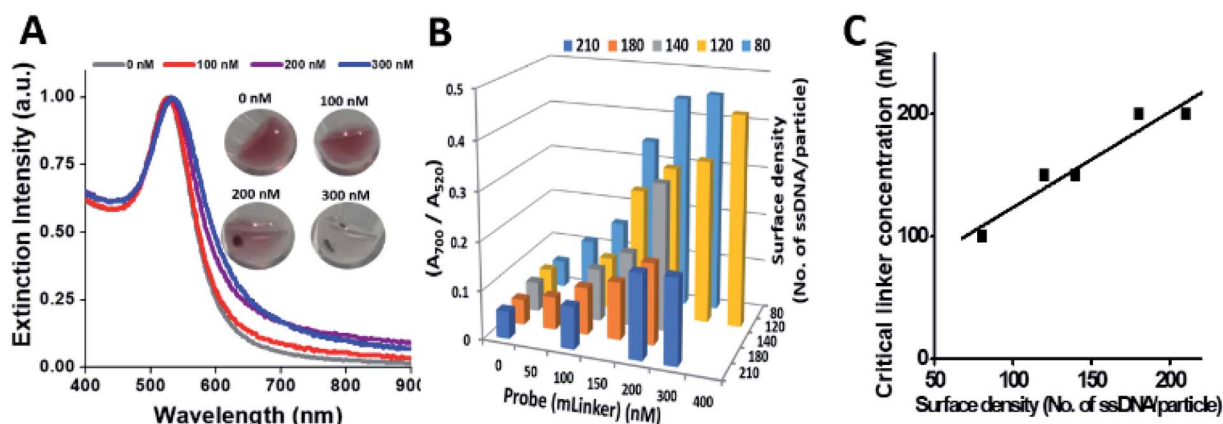 A
0 nM 100 nM 200 nM 300 nM
Extinction Intensity (a.u.)
1.00
0.75
0.50
0.25
0.00
0 nM 100 nM
200 nM 300 nM
400 500 600 700 800 900
Wavelength (nm)
B
210 180 140 120 80
(A700 / A520)
0.5
0.4
0.3
0.2
0.1
0
0 50 100 150 200 300 400
Probe (mLinker) (nM)
Surface density
(No. of ssDNA/particle)
80
120
140
180
210
C
Critical linker concentration (nM)
200
100
0
50 100 150 200
Surface density (No. of ssDNA/particle)